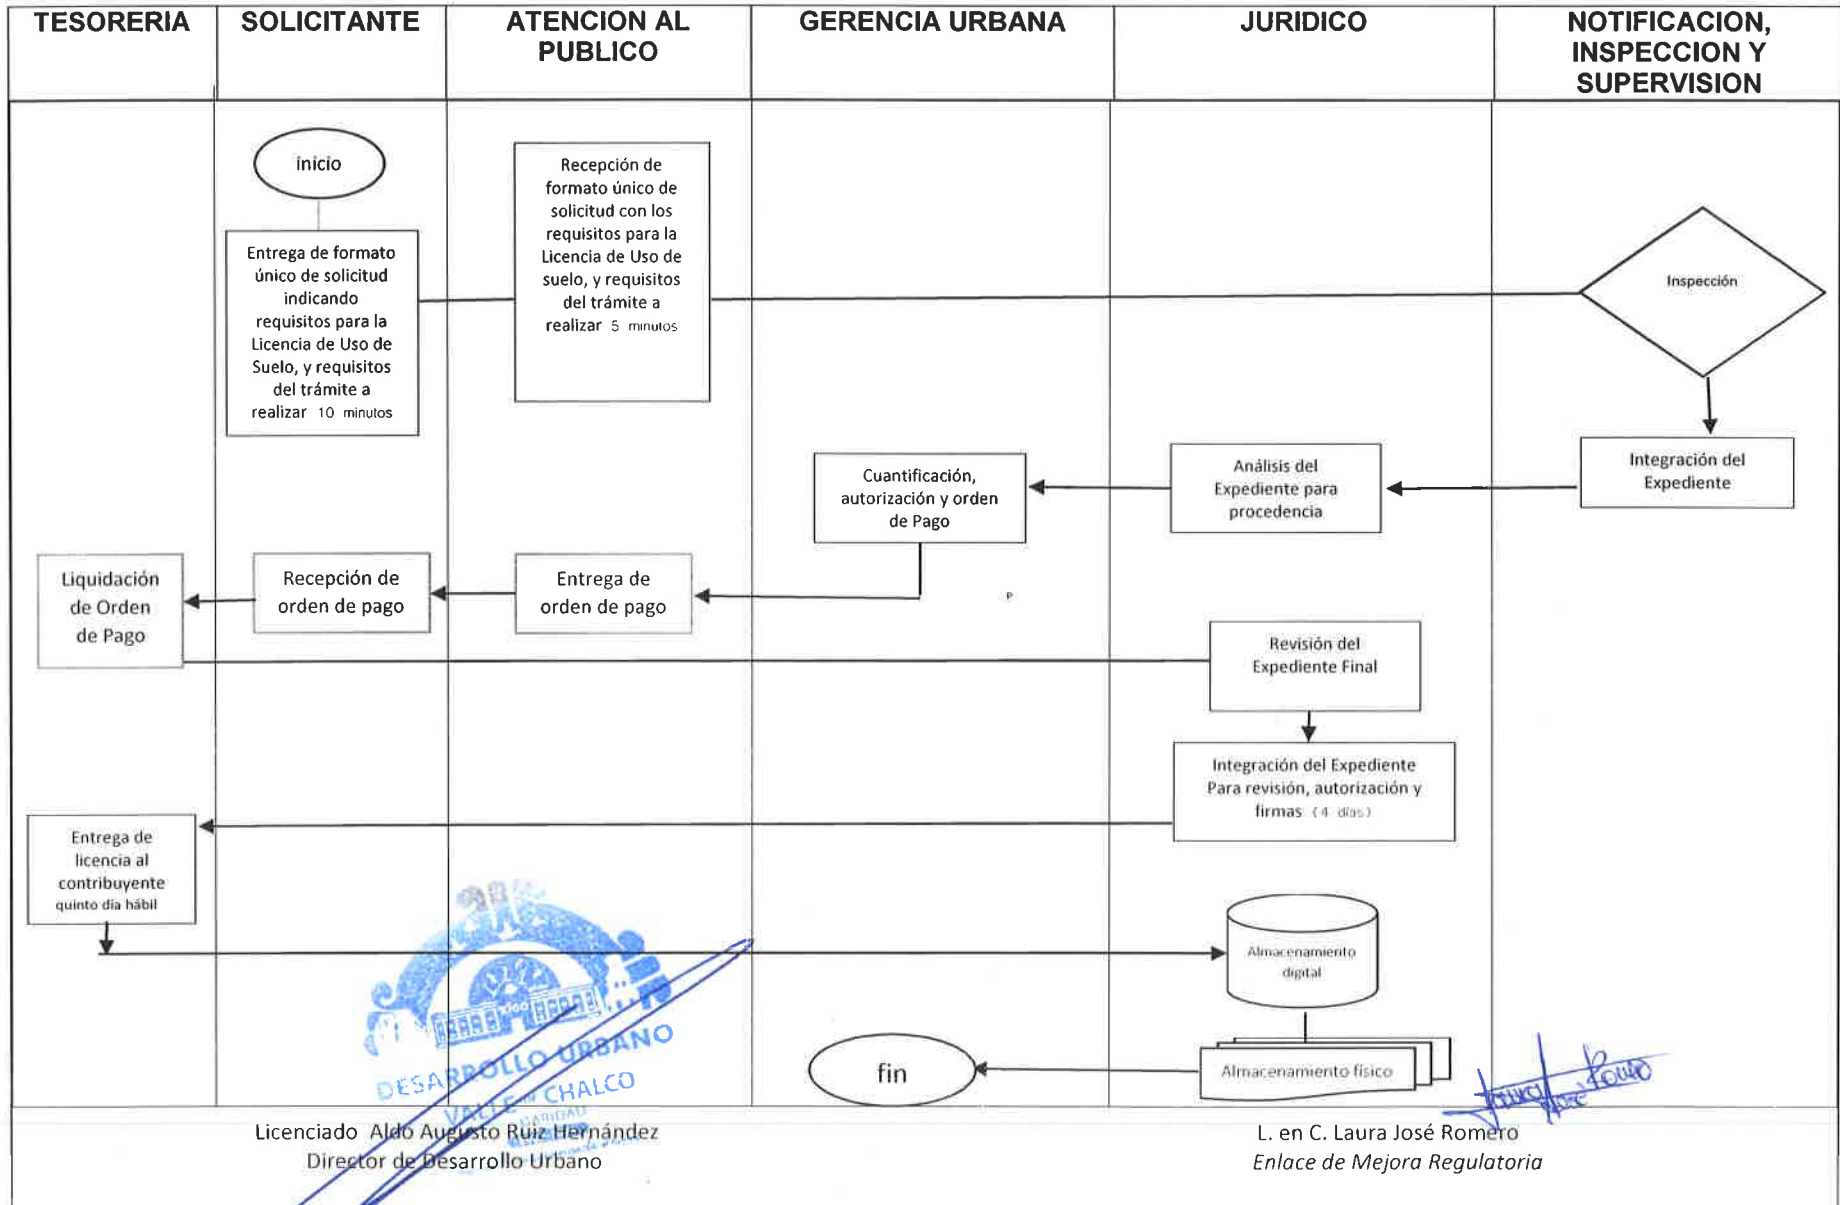 TESORERIA
SOLICITANTE
ATENCION AL
PUBLICO
GERENCIA URBANA
JURIDICO
NOTIFICACION,
INSPECCION Y
SUPERVISION
inicio
Entrega de formato
único de solicitud
indicando
requisitos para la
Licencia de Uso de
Suelo, y requisitos
del trámite a
realizar 10 minutos
Recepción de
formato único de
solicitud con los
requisitos para la
Licencia de Uso de
suelo, y requisitos
del trámite a
realizar 5 minutos
Inspección
Integración del
Expediente
Análisis del
Expediente para
procedencia
Cuantificación,
autorización y orden
de Pago
Entrega de
orden de pago
Recepción de
orden de pago
Liquidación
de Orden
de Pago
P
Revisión del
Expediente Final
Integración del Expediente
Para revisión, autorización y
firmas (4 días)
Entrega de
licencia al
contribuyente
quinto día hábil
Almacenamiento
digital
Almacenamiento físico
fin
DESARROLLO URBANO
VALLE DE CHALCO
Licenciado Aldo Augusto Ruiz Hernández
Director de Desarrollo Urbano
Laura José Romero
L. en C. Laura José Romero
Enlace de Mejora Regulatoria